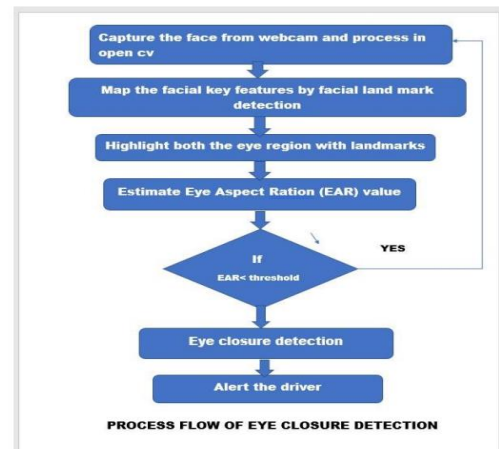 Capture the face from webcam and process in
open cv
Map the facial key features by facial land mark
detection
Highlight both the eye region with landmarks
Estimate Eye Aspect Ration (EAR) value
If
EAR< threshold
YES
Eye closure detection
Alert the driver
PROCESS FLOW OF EYE CLOSURE DETECTION